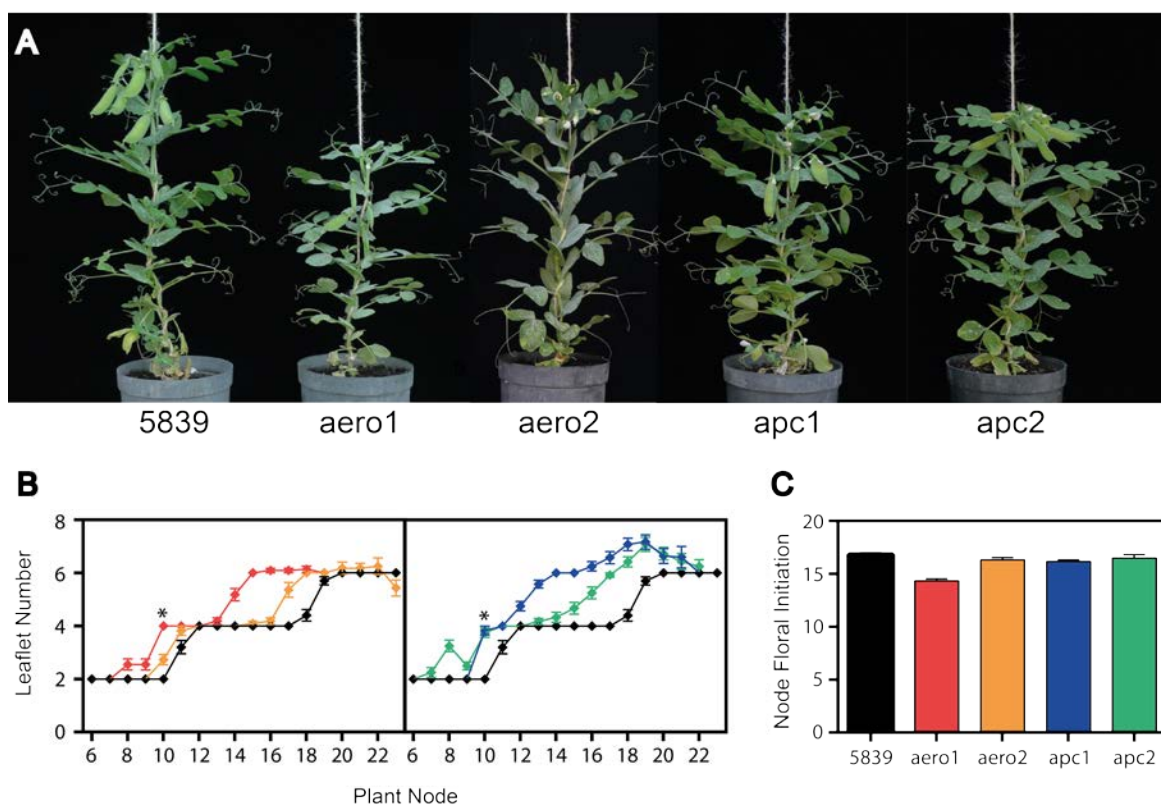 A
5839 aero1 aero2 apc1 apc2
B
Leaflet Number
8
6
4
2
0
*
*
6 8 10 12 14 16 18 20 22 6 8 10 12 14 16 18 20 22
Plant Node
C
Node Floral Initiation
20
15
10
5
0
5839 aero1 aero2 apc1 apc2